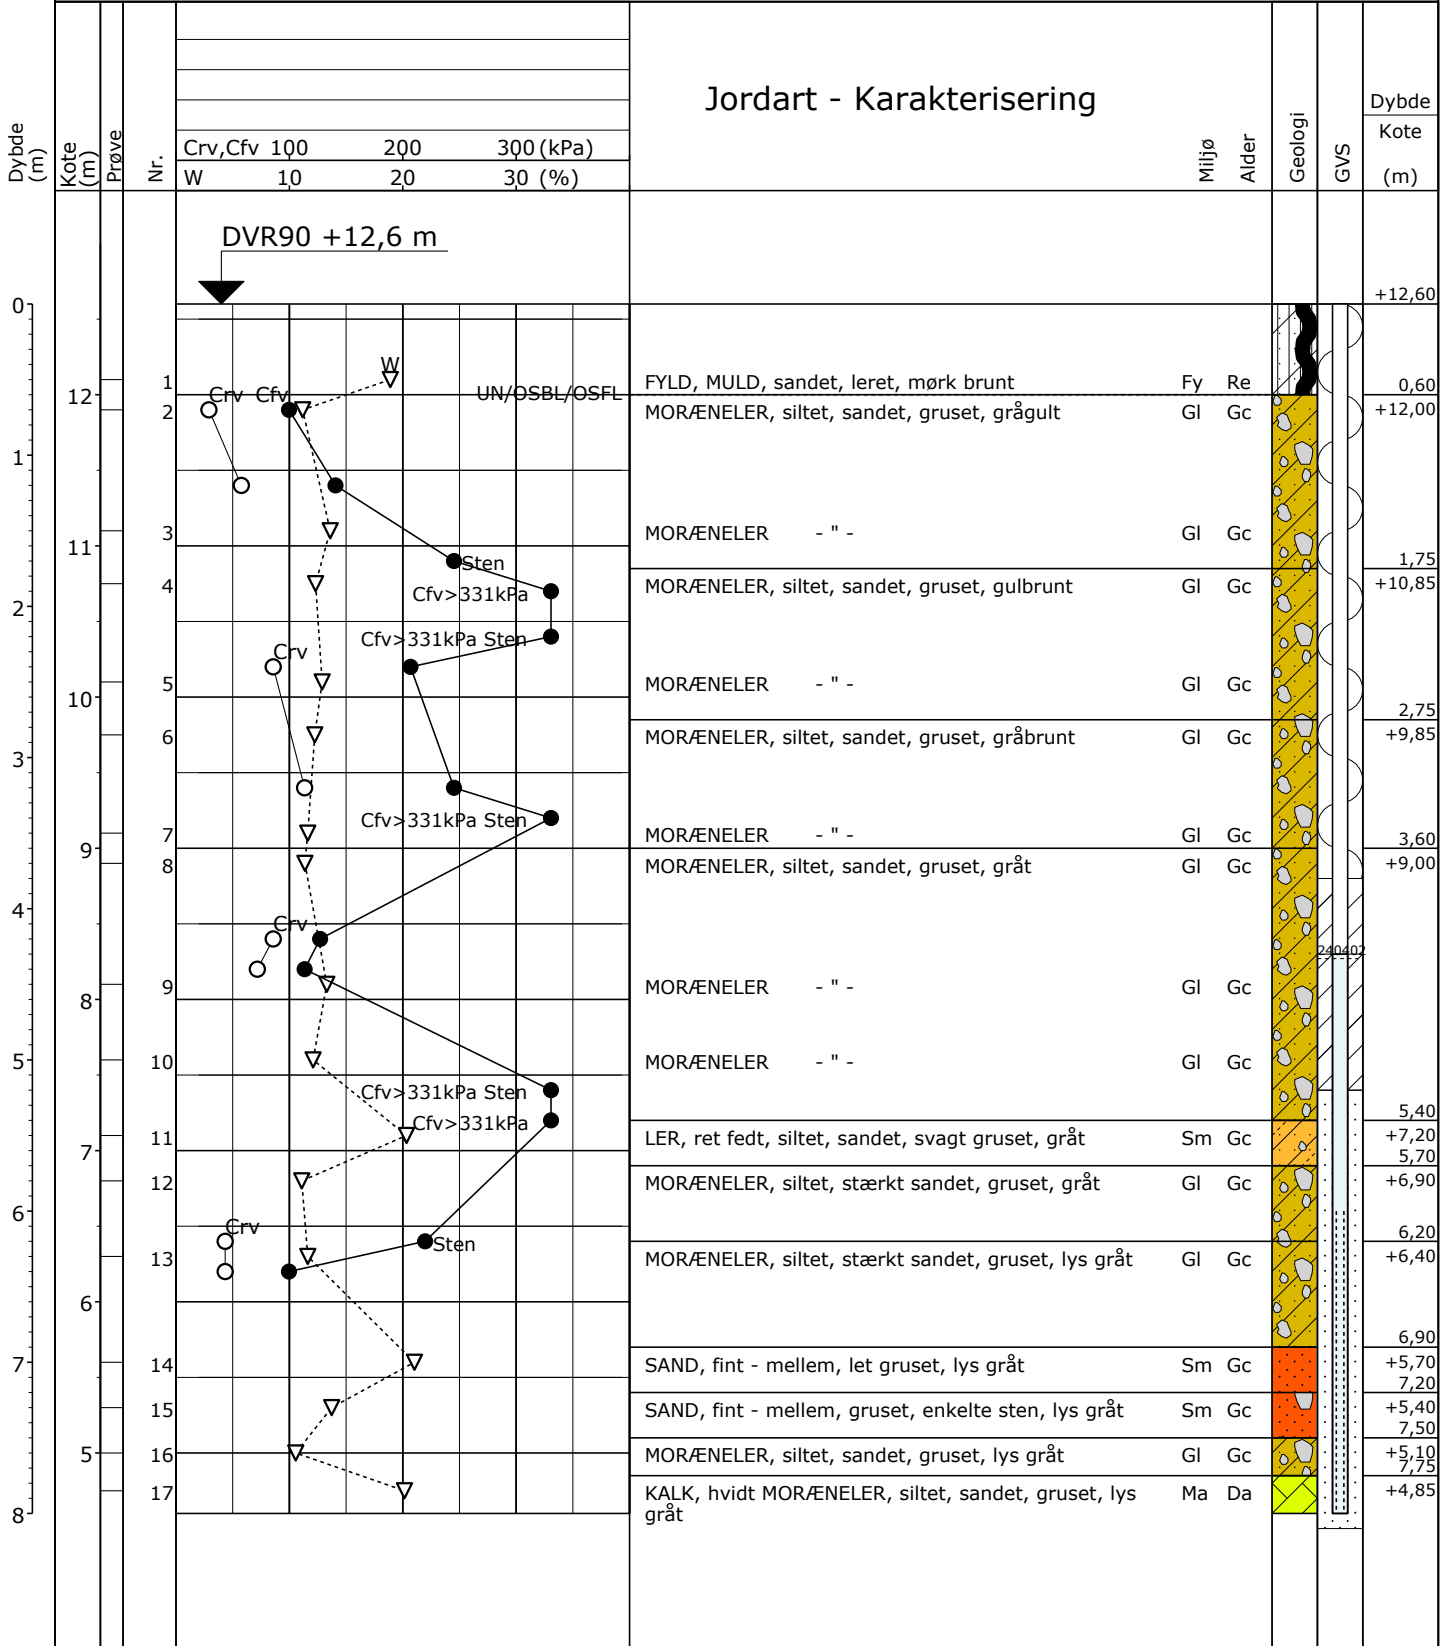 Jordart - Karakterisering
Dybde (m)
Kote (m)
Prøve
Nr.
Crv,Cfv 100 200 300 (kPa)
W 10 20 30 (%)
Miljø
Alder
Geologi
GVS
Dybde
Kote
(m)
DVR90 +12,6 m
+12,60
0
W
1 FYLD, MULD, sandet, leret, mørk brunt Fy Re 0,60
12 Crv Cfv UN/OSBL/OSFL
2 MORÆNELER, siltet, sandet, gruset, grågult Gl Gc +12,00
1
3 MORÆNELER - " - Gl Gc
11
Sten 1,75
4 Cfv>331kPa MORÆNELER, siltet, sandet, gruset, gulbrunt Gl Gc +10,85
2
Cfv>331kPa Sten
Crv
5 MORÆNELER - " - Gl Gc
10 2,75
6 MORÆNELER, siltet, sandet, gruset, gråbrunt Gl Gc +9,85
3
Cfv>331kPa Sten
7 MORÆNELER - " - Gl Gc 3,60
9
8 MORÆNELER, siltet, sandet, gruset, gråt Gl Gc +9,00
4
Crv
240402
9 MORÆNELER - " - Gl Gc
8
5 10 MORÆNELER - " - Gl Gc
Cfv>331kPa Sten
Cfv>331kPa 5,40
11 LER, ret fedt, siltet, sandet, svagt gruset, gråt Sm Gc +7,20
7 5,70
12 MORÆNELER, siltet, stærkt sandet, gruset, gråt Gl Gc +6,90
6
Crv 6,20
Sten
13 MORÆNELER, siltet, stærkt sandet, gruset, lys gråt Gl Gc +6,40
6
6,90
7 14 SAND, fint - mellem, let gruset, lys gråt Sm Gc +5,70
7,20
15 SAND, fint - mellem, gruset, enkelte sten, lys gråt Sm Gc +5,40
7,50
5 16 MORÆNELER, siltet, sandet, gruset, lys gråt Gl Gc +5,10
7,75
17 KALK, hvidt MORÆNELER, siltet, sandet, gruset, lys Ma Da +4,85
gråt
8